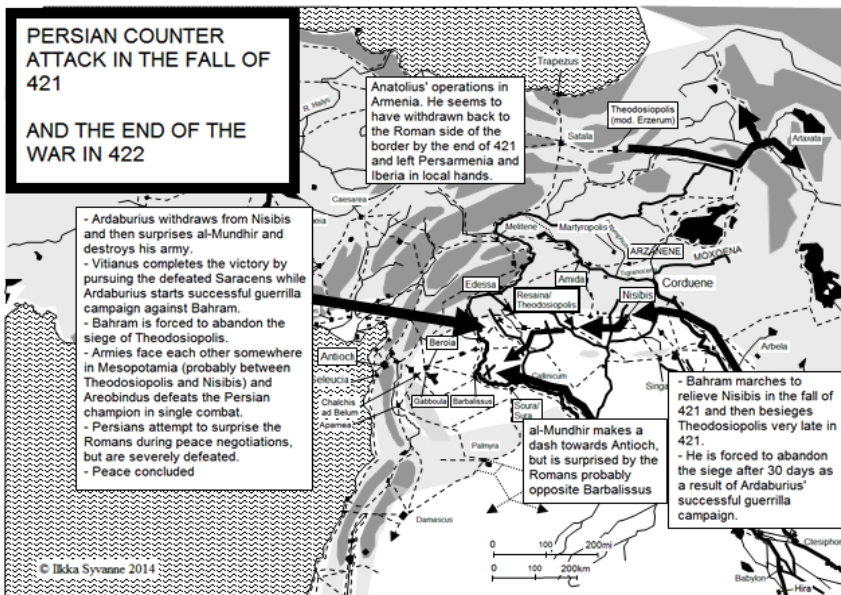 PERSIAN COUNTER
ATTACK IN THE FALL OF
421
AND THE END OF THE
WAR IN 422
Anatolius' operations in
Armenia. He seems to
have withdrawn back to
the Roman side of the
border by the end of 421
and left Persarmenia and
Iberia in local hands.
Trapezus
R. Halys
Satala
Theodosiopolis
(mod. Erzerum)
Artaxata
- Ardaburius withdraws from Nisibis
and then surprises al-Mundhir and
destroys his army.
- Vitianus completes the victory by
pursuing the defeated Saracens while
Ardaburius starts successful guerrilla
campaign against Bahram.
- Bahram is forced to abandon the
siege of Theodosiopolis.
- Armies face each other somewhere
in Mesopotamia (probably between
Theodosiopolis and Nisibis) and
Areobindus defeats the Persian
champion in single combat.
- Persians attempt to surprise the
Romans during peace negotiations,
but are severely defeated.
- Peace concluded
Caesarea
Melitene
Martyropolis
ARZANENE
MOXOENA
Tigranocerta
Corduene
Edessa
Amida
Resaina/
Theodosiopolis
Nisibis
Antioch
Beroia
Seleucia
Callinicum
Arbela
Chalchis
ad Belum
Apamea
Gabboula
Barbalissus
Soura/
Sura
X
Palmyra
Damascus
al-Mundhir makes a
dash towards Antioch,
but is surprised by the
Romans probably
opposite Barbalissus
- Bahram marches to
relieve Nisibis in the fall of
421 and then besieges
Theodosiopolis very late in
421.
- He is forced to abandon
the siege after 30 days as
a result of Ardaburius'
successful guerrilla
campaign.
Ctesiphon
Babylon
Hira
0 100 200mi
0 100 200km
© Ilkka Syvanne 2014